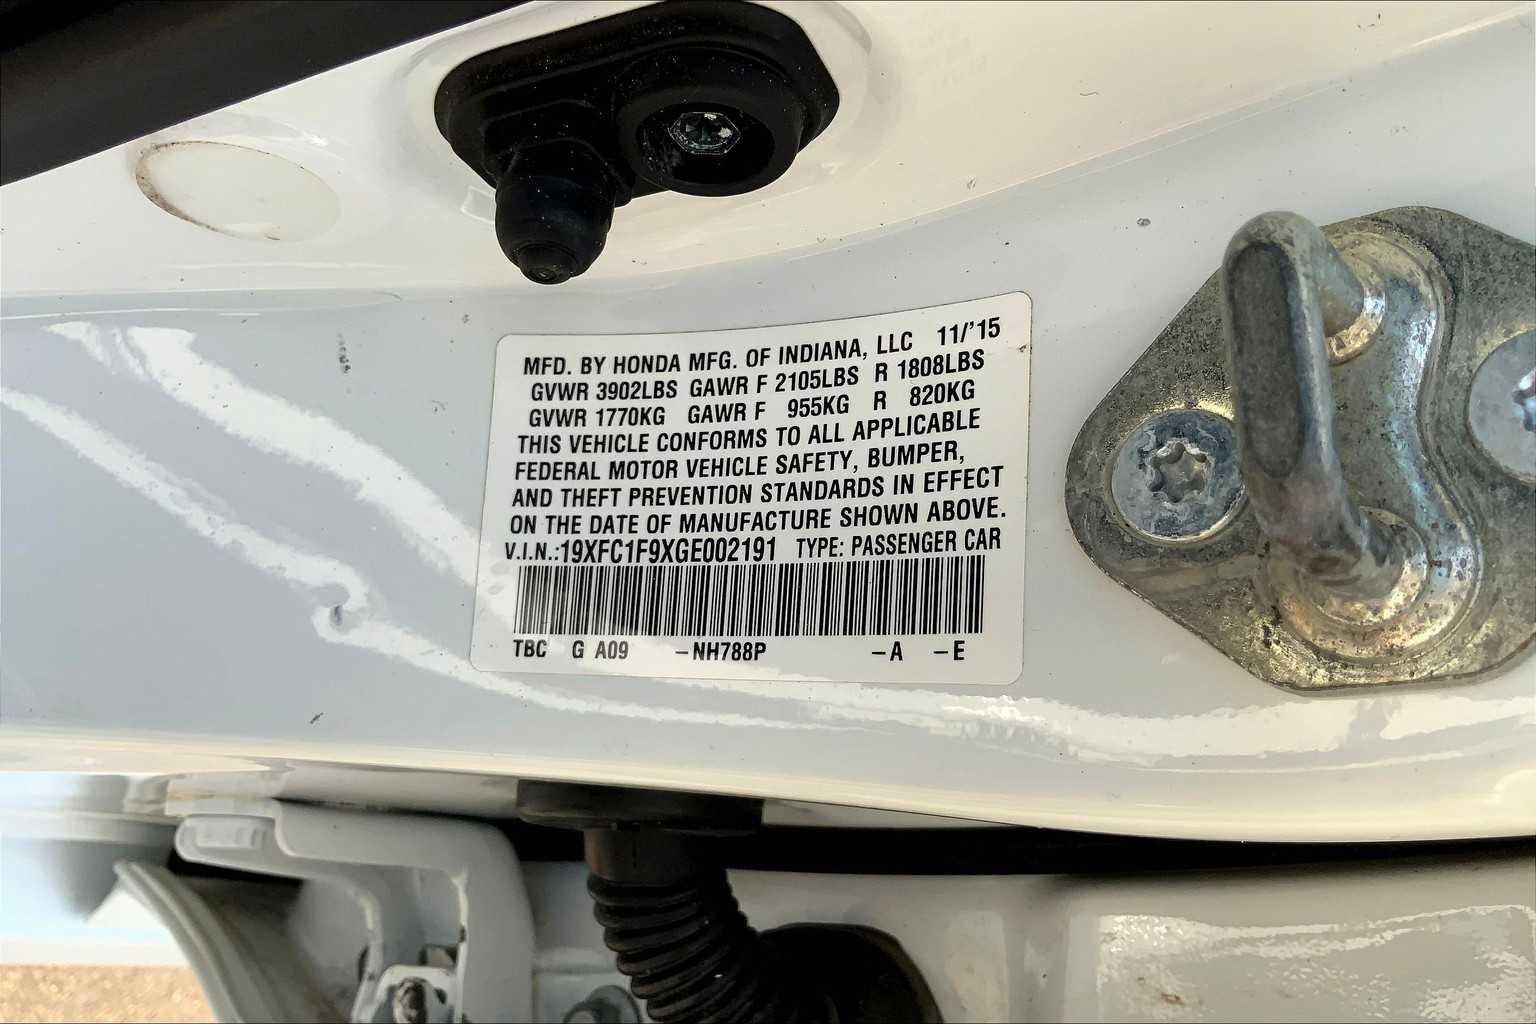 MFD. BY HONDA MFG. OF INDIANA, LLC 11/'15
GVWR 3902LBS GAWR F 2105LBS R 1808LBS
GVWR 1770KG GAWR F 955KG R 820KG
THIS VEHICLE CONFORMS TO ALL APPLICABLE
FEDERAL MOTOR VEHICLE SAFETY, BUMPER,
AND THEFT PREVENTION STANDARDS IN EFFECT
ON THE DATE OF MANUFACTURE SHOWN ABOVE.
V.I.N.:19XFC1F9XGE002191 TYPE: PASSENGER CAR
TBC G A09 –NH788P –A –E